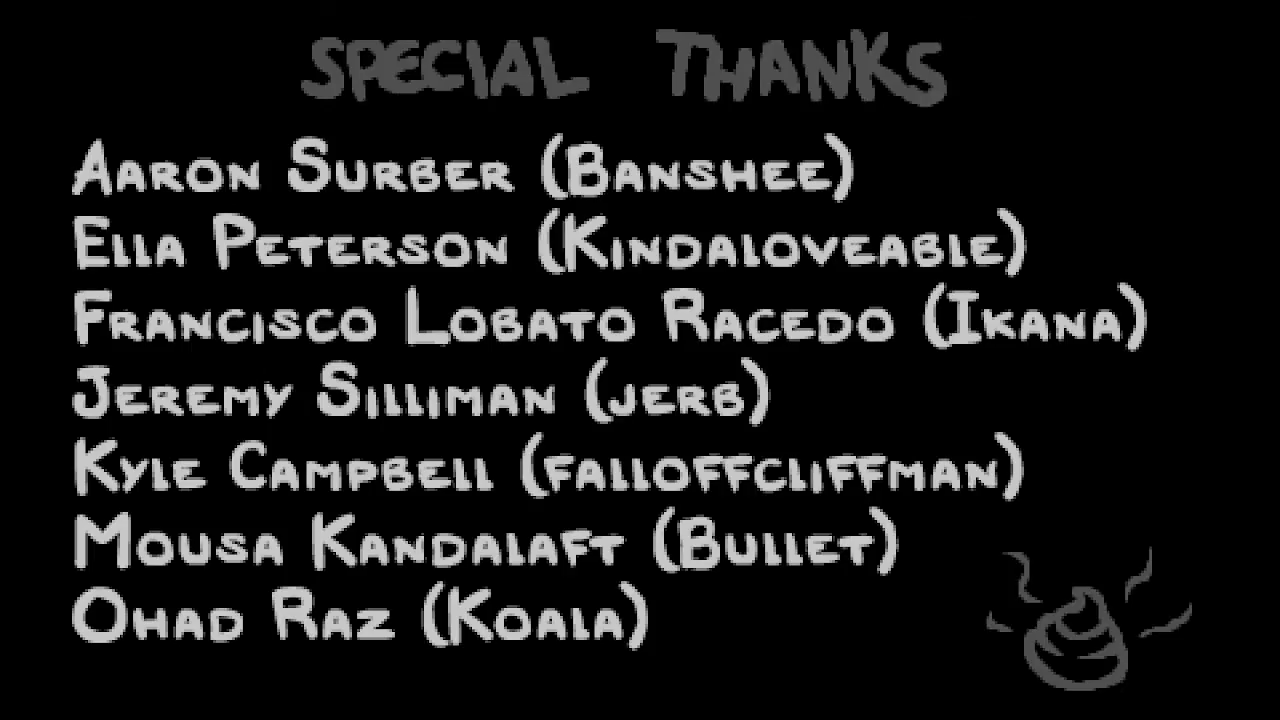 SPECIAL THANKS
Aaron Surber (Banshee)
Ella Peterson (Kindaloveable)
Francisco Lobato Racedo (Ikana)
Jeremy Silliman (jerb)
Kyle Campbell (falloffcliffman)
Mousa Kandalaft (Bullet)
Ohad Raz (Koala)